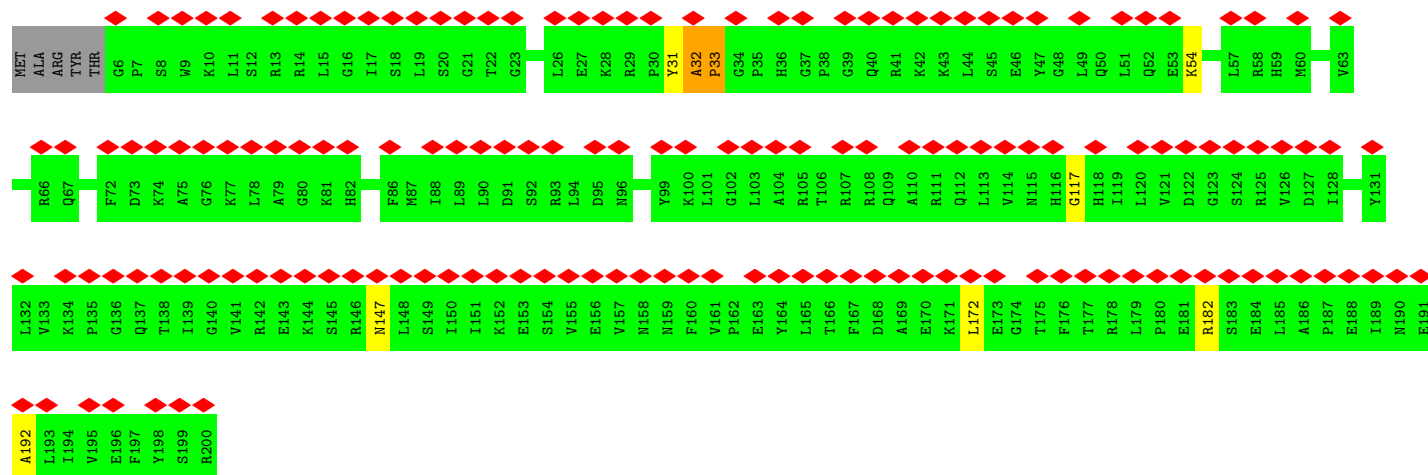 MET ALA ARG TYR THR G6 P7 S8 W9 K10 L11 S12 R13 R14 L15 G16 I17 S18 L19 S20 G21 T22 G23 L26 E27 K28 R29 P30 Y31 A32 P33 G34 P35 H36 G37 P38 G39 Q40 R41 K42 K43 L44 S45 E46 Y47 G48 L49 Q50 L51 Q52 E53 K54 L57 R58 H59 M60 V63
R66 Q67 F72 D73 K74 A75 G76 K77 L78 A79 G80 K81 H82 F86 M87 I88 L89 L90 D91 S92 R93 L94 D95 N96 Y99 K100 L101 G102 L103 A104 R105 T106 R107 R108 Q109 A110 R111 Q112 L113 V114 N115 H116 G117 H118 I119 L120 V121 D122 G123 S124 R125 V126 D127 I128 Y131
L132 V133 K134 P135 G136 Q137 T138 I139 G140 V141 R142 E143 K144 S145 R146 N147 L148 S149 I150 I151 K152 E153 S154 V155 E156 V157 N158 N159 F160 V161 P162 E163 Y164 L165 T166 F167 D168 A169 E170 K171 L172 E173 G174 T175 F176 T177 R178 L179 P180 E181 R182 S183 E184 L185 A186 P187 E188 I189 N190 E191
A192 L193 I194 V195 E196 F197 Y198 S199 R200